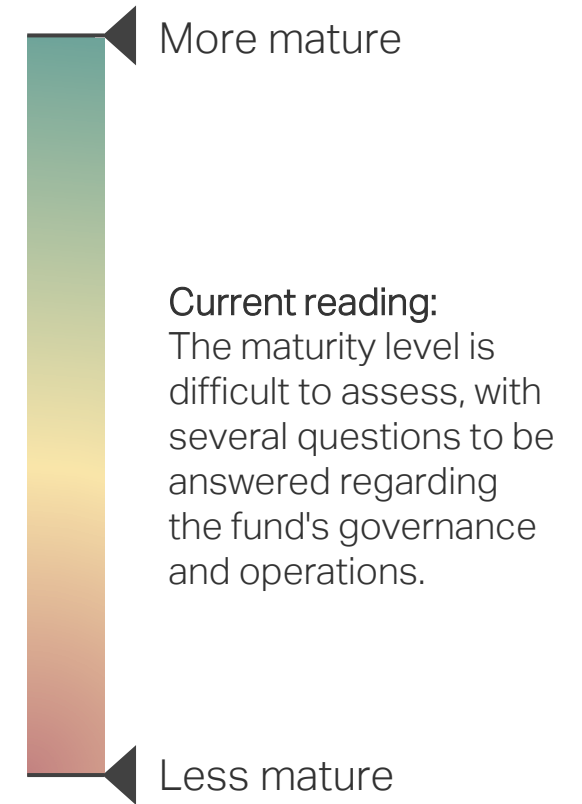 More mature
Current reading:
The maturity level is
difficult to assess, with
several questions to be
answered regarding
the fund's governance
and operations.
Less mature